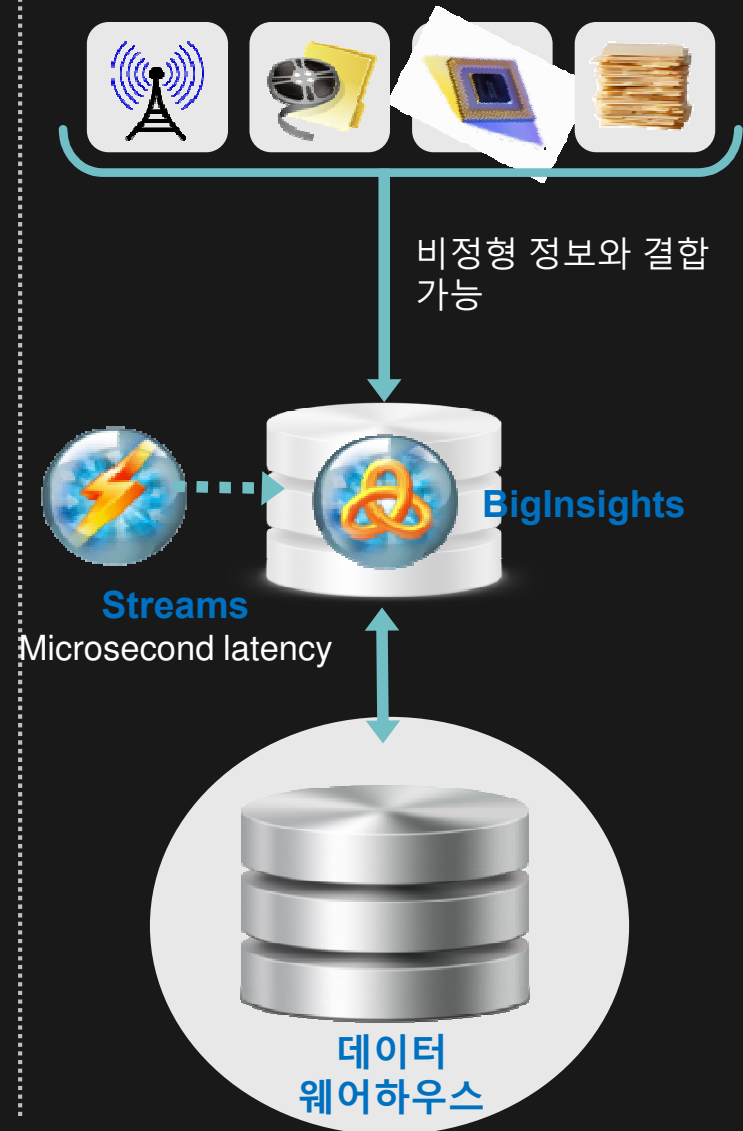 비정형 정보와 결합
가능
BigInsights
Streams
Microsecond latency
데이터
웨어하우스